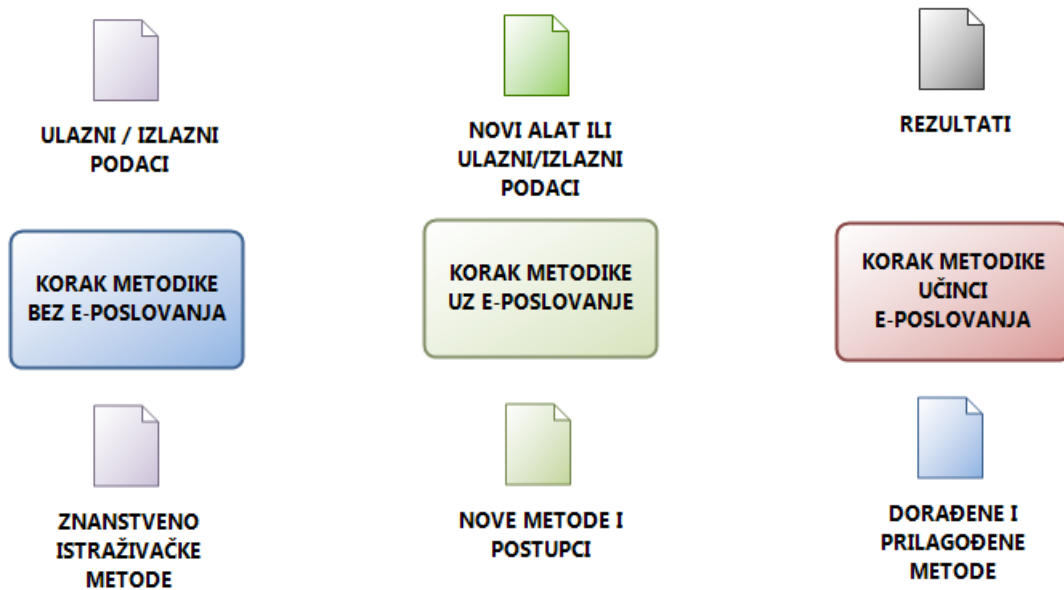 ULAZNI / IZLAZNI
PODACI
NOVI ALAT ILI
ULAZNI/IZLAZNI
PODACI
REZULTATI
KORAK METODIKE
BEZ E-POSLOVANJA
KORAK METODIKE
UZ E-POSLOVANJE
KORAK METODIKE
UČINCI
E-POSLOVANJA
ZNANSTVENO
ISTRAŽIVAČKE
METODE
NOVE METODE I
POSTUPCI
DORAĐENE I
PRILAGOĐENE
METODE